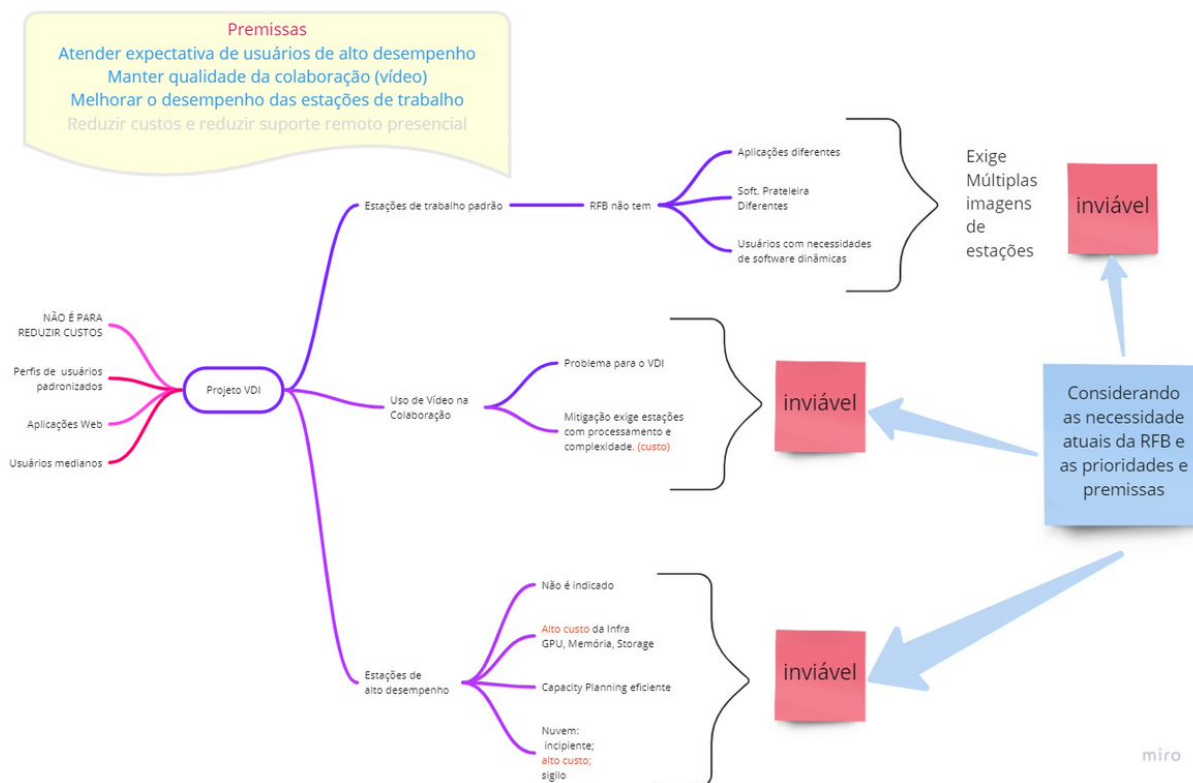 Premissas
Atender expectativa de usuários de alto desempenho
Manter qualidade da colaboração (vídeo)
Melhorar o desempenho das estações de trabalho
Reduzir custos e reduzir suporte remoto presencial
NÃO É PARA
REDUZIR CUSTOS
Perfis de usuários
padronizados
Aplicações Web
Usuários medianos
Projeto VDI
Estações de trabalho padrão
RFB não tem
Aplicações diferentes
Soft. Prateleira
Diferentes
Usuários com necessidades
de software dinâmicas
Exige
Múltiplas
imagens
de
estações
inviável
Uso de Vídeo na
Colaboração
Problema para o VDI
Mitigação exige estações
com processamento e
complexidade. (custo)
inviável
Considerando
as necessidade
atuais da RFB e
as prioridades e
premissas
Estações de
alto desempenho
Não é indicado
Alto custo da Infra
GPU, Memória, Storage
Capacity Planning eficiente
Nuvem:
incipiente;
alto custo;
sigilo
inviável
miro